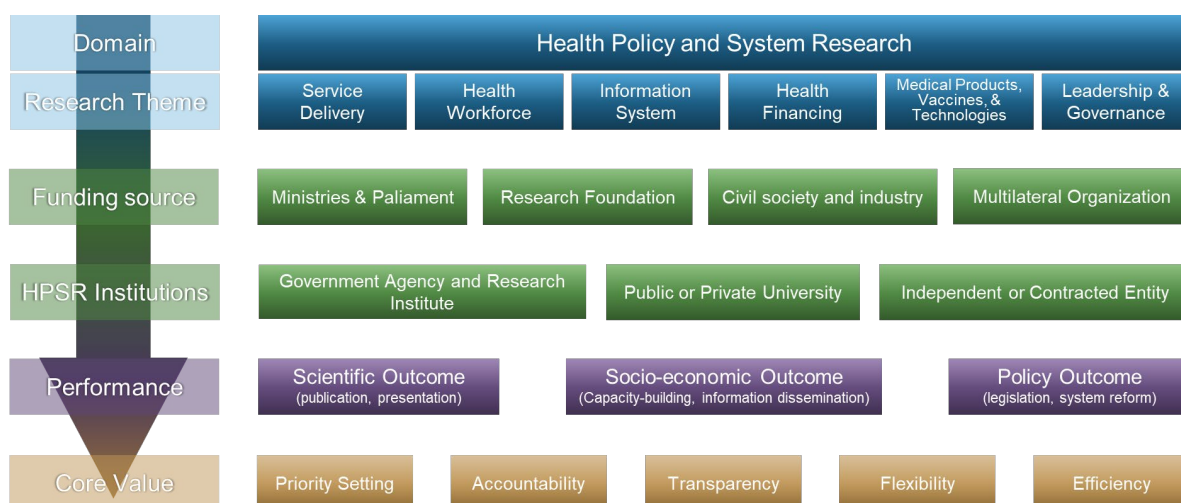 Domain
Health Policy and System Research
Research Theme
Service
Delivery
Health
Workforce
Information
System
Health
Financing
Medical Products,
Vaccines, &
Technologies
Leadership &
Governance
Funding source
Ministries & Paliament
Research Foundation
Civil society and industry
Multilateral Organization
HPSR Institutions
Government Agency and Research
Institute
Public or Private University
Independent or Contracted Entity
Performance
Scientific Outcome
(publication, presentation)
Socio-economic Outcome
(Capacity-building, information dissemination)
Policy Outcome
(legislation, system reform)
Core Value
Priority Setting
Accountability
Transparency
Flexibility
Efficiency